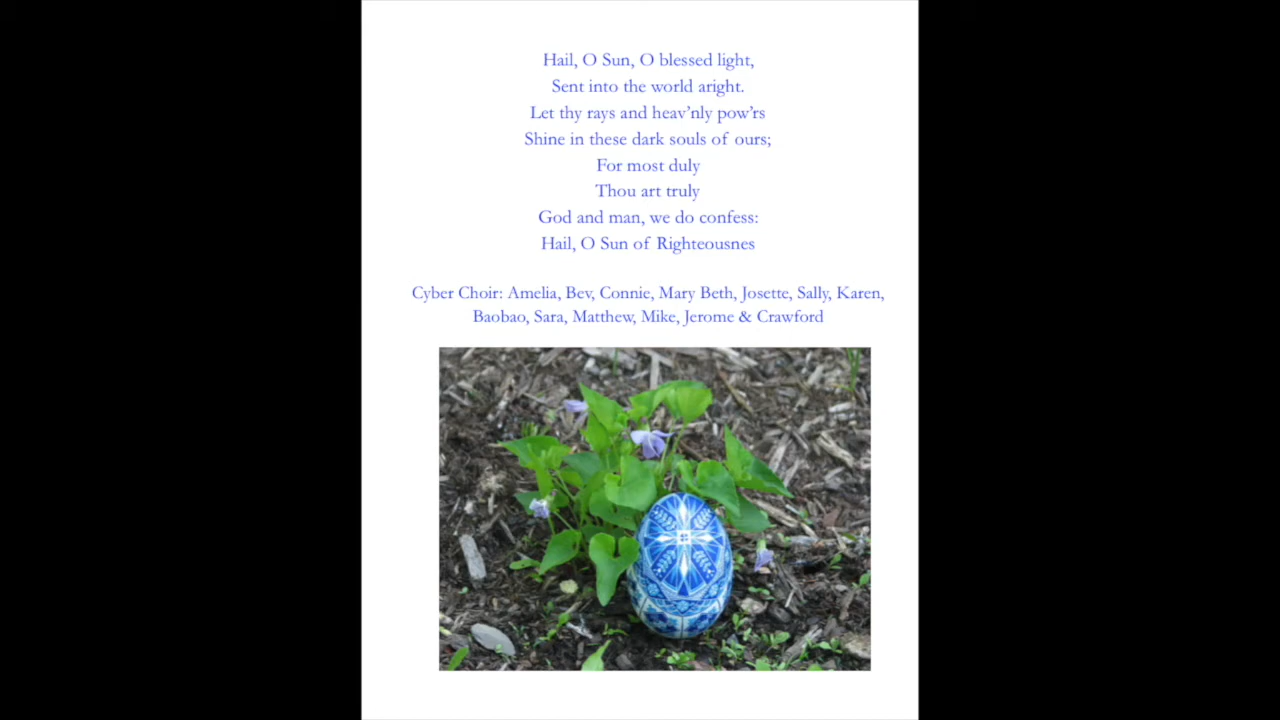 Hail, O Sun, O blessed light,
Sent into the world aright.
Let thy rays and heav’nly pow’rs
Shine in these dark souls of ours;
For most duly
Thou art truly
God and man, we do confess:
Hail, O Sun of Righteousnes
Cyber Choir: Amelia, Bev, Connie, Mary Beth, Josette, Sally, Karen,
Baobao, Sara, Matthew, Mike, Jerome & Crawford